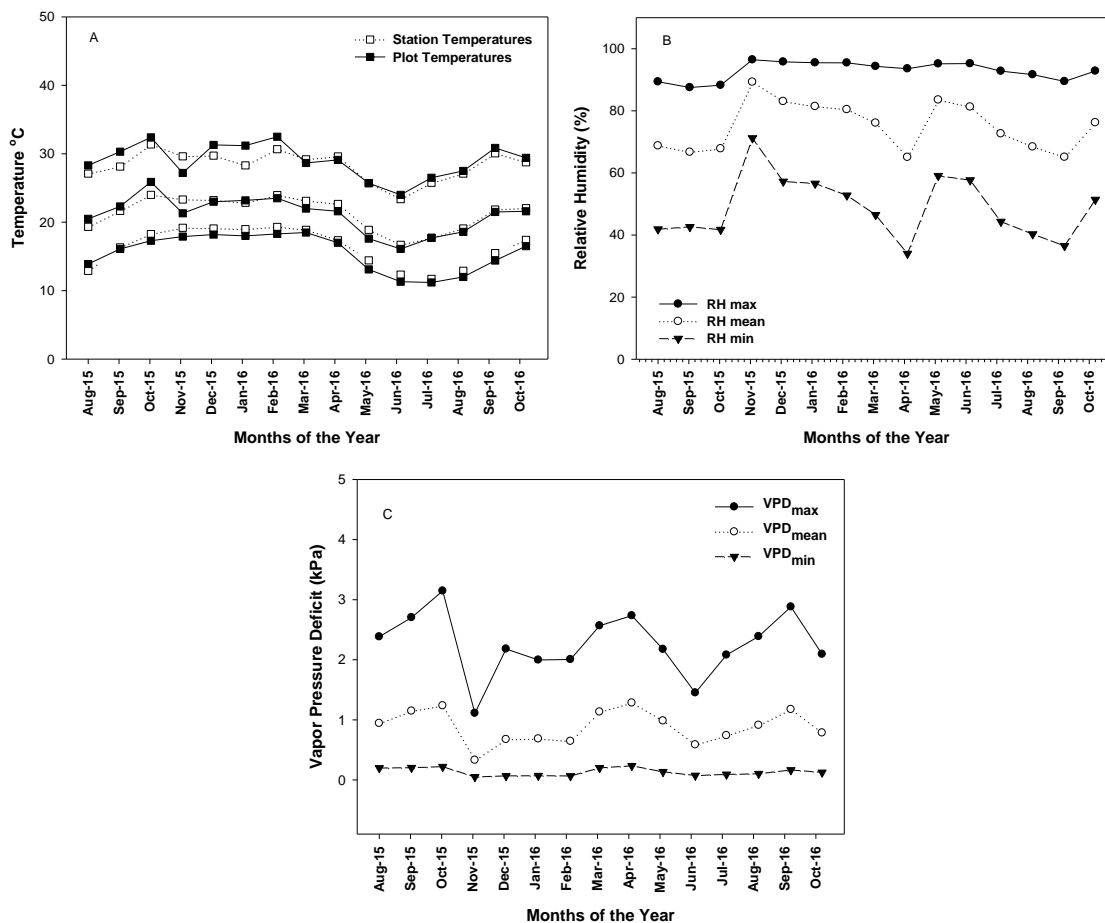 A
Station Temperatures
Plot Temperatures
50
40
30
20
10
0
Temperature °C
Aug-15
Sep-15
Oct-15
Nov-15
Dec-15
Jan-16
Feb-16
Mar-16
Apr-16
May-16
Jun-16
Jul-16
Aug-16
Sep-16
Oct-16
Months of the Year
B
100
80
60
40
20
0
Relative Humidity (%)
RH max
RH mean
RH min
Aug-15
Sep-15
Oct-15
Nov-15
Dec-15
Jan-16
Feb-16
Mar-16
Apr-16
May-16
Jun-16
Jul-16
Aug-16
Sep-16
Oct-16
Months of the Year
C
VPDmax
VPDmean
VPDmin
5
4
3
2
1
0
Vapor Pressure Deficit (kPa)
Aug-15
Sep-15
Oct-15
Nov-15
Dec-15
Jan-16
Feb-16
Mar-16
Apr-16
May-16
Jun-16
Jul-16
Aug-16
Sep-16
Oct-16
Months of the Year